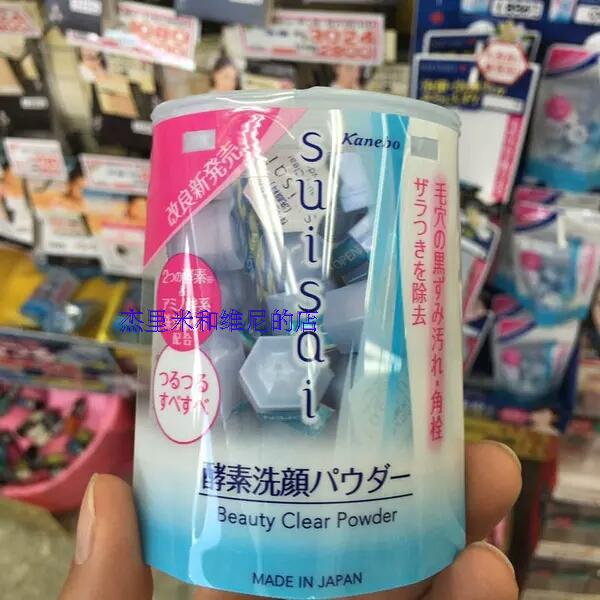 3024
Kanebo
suisai
改良新発売
毛穴の黒ずみ汚れ・角栓
ザラつきを除去
2つの酵素
配合
杰里米和维尼的店
つるつる
すべすべ
酵素洗顔パウダー
Beauty Clear Powder
MADE IN JAPAN